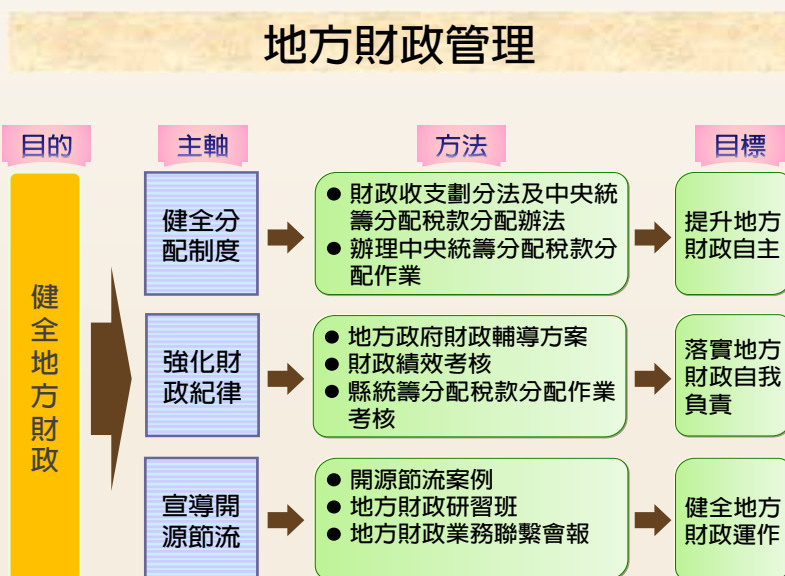 地方財政管理
目的
主軸
方法
目標
健全地方財政
健全分
配制度
● 財政收支劃分法及中央統
籌分配稅款分配辦法
● 辦理中央統籌分配稅款分
配作業
提升地方
財政自主
強化財
政紀律
● 地方政府財政輔導方案
● 財政績效考核
● 縣統籌分配稅款分配作業
考核
落實地方
財政自我
負責
宣導開
源節流
● 開源節流案例
● 地方財政研習班
● 地方財政業務聯繫會報
健全地方
財政運作